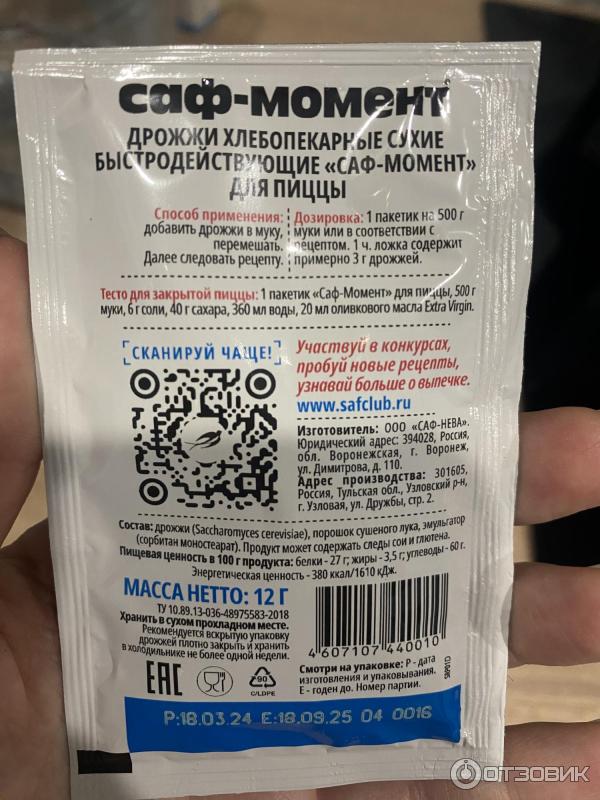 саф-момент®
ДРОЖЖИ ХЛЕБОПЕКАРНЫЕ СУХИЕ
БЫСТРОДЕЙСТВУЮЩИЕ «САФ-МОМЕНТ»
ДЛЯ ПИЦЦЫ
Способ применения:
добавить дрожжи в муку,
перемешать.
Далее следовать рецепту.
Дозировка: 1 пакетик на 500 г
муки или в соответствии с
рецептом. 1 ч. ложка содержит
примерно 3 г дрожжей.
Тесто для закрытой пиццы: 1 пакетик «Саф-Момент» для пиццы, 500 г
муки, 6 г соли, 40 г сахара, 360 мл воды, 20 мл оливкового масла Extra Virgin.
СКАНИРУЙ ЧАЩЕ!
Участвуй в конкурсах,
пробуй новые рецепты,
узнавай больше о выпечке.
www.safclub.ru
Изготовитель: ООО «САФ-НЕВА».
Юридический адрес: 394028, Россия,
обл. Воронежская, г. Воронеж,
ул. Димитрова, д. 110.
Адрес производства: 301605,
Россия, Тульская обл., Узловский р-н,
г. Узловая, ул. Дружбы, стр. 2.
Состав: дрожжи (Saccharomyces cerevisiae), порошок сушеного лука, эмульгатор
(сорбитан моностеарат). Продукт может содержать следы сои и глютена.
Пищевая ценность в 100 г продукта: белки - 27 г; жиры - 3,5 г; углеводы - 60 г.
Энергетическая ценность - 380 ккал/1610 кДж.
МАССА НЕТТО: 12 Г
ТУ 10.89.13-036-48975583-2018
Хранить в сухом прохладном месте.
Рекомендуется вскрытую упаковку
дрожжей плотно закрыть и хранить
в холодильнике не более одной недели.
4 607107 440010
EAC
90
C/LDPE
Смотри на упаковке: P - дата
изготовления и упаковывания.
E - годен до. Номер партии.
P:18.03.24 E:18.09.25 04 0016
ОТЗОВИК